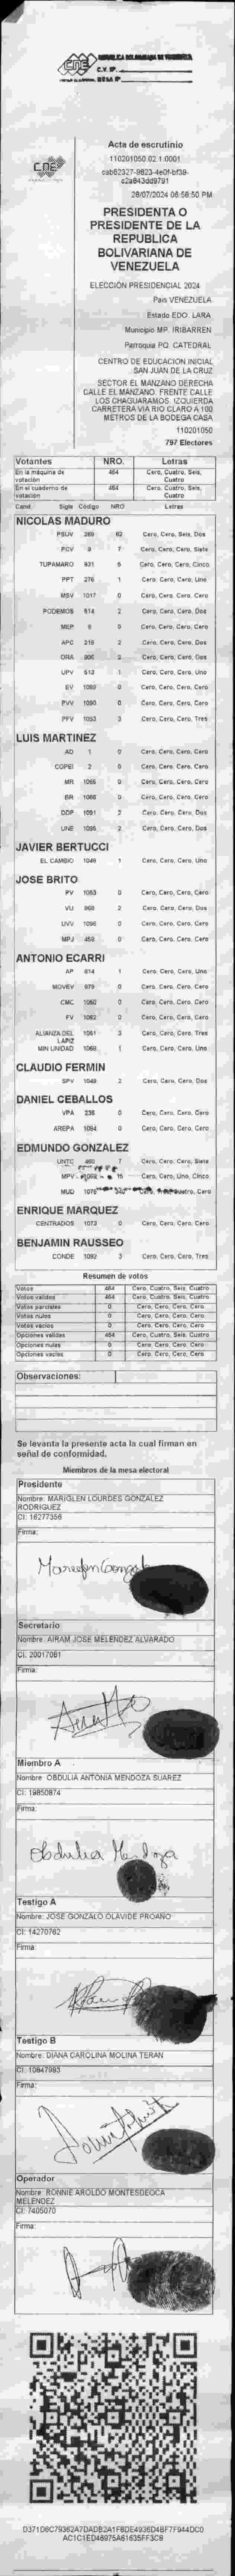 CNE
REPÚBLICA BOLIVARIANA DE VENEZUELA
CNE
Acta de escrutinio
110201050.02.1.0001
26/07/2024 06:56:50 PM
PRESIDENTA O
PRESIDENTE DE LA
REPUBLICA
BOLIVARIANA DE
VENEZUELA
ELECCIÓN PRESIDENCIAL 2024
Pais VENEZUELA
Estado EDO. LARA
Municipio MP. IRIBARREN
Parroquia PQ. CATEDRAL
CENTRO DE EDUCACION INICIAL
SAN JUAN DE LA CRUZ
SECTOR EL MANZANO DERECHA
CALLE EL MANZANO. FRENTE CALLE
LOS CHAGUARAMOS. IZQUIERDA
CARRETERA VIA RIO CLARO A 100
METROS DE LA BODEGA CASA
110201050
797 Electores
Votantes NRO. Letras
En la máquina de votación 464 Cero, Cuatro, Seis, Cuatro
En el cuaderno de votación 464 Cero, Cuatro, Seis, Cuatro
Cand. Sigla Código NRO Letras
NICOLAS MADURO
PSUV 269 62 Cero, Cero, Seis, Dos
PCV 9 7 Cero, Cero, Cero, Siete
TUPAMARO 931 5 Cero, Cero, Cero, Cinco
PPT 276 1 Cero, Cero, Cero, Uno
MSV 1017 0 Cero, Cero, Cero, Cero
PODEMOS 614 2 Cero, Cero, Cero, Dos
MEP 6 0 Cero, Cero, Cero, Cero
APC 219 2 Cero, Cero, Cero, Dos
ORA 906 2 Cero, Cero, Cero, Dos
UPV 513 1 Cero, Cero, Cero, Uno
EV 1089 0 Cero, Cero, Cero, Cero
PVV 1090 0 Cero, Cero, Cero, Cero
PFV 1053 3 Cero, Cero, Cero, Tres
LUIS MARTINEZ
AD 1 0 Cero, Cero, Cero, Cero
COPEI 2 0 Cero, Cero, Cero, Cero
MR 1065 0 Cero, Cero, Cero, Cero
BR 1066 0 Cero, Cero, Cero, Cero
DDP 1091 2 Cero, Cero, Cero, Dos
UNE 1095 2 Cero, Cero, Cero, Dos
JAVIER BERTUCCI
EL CAMBIO 1049 1 Cero, Cero, Cero, Uno
JOSE BRITO
PV 1053 0 Cero, Cero, Cero, Cero
VU 968 2 Cero, Cero, Cero, Dos
UVV 1096 0 Cero, Cero, Cero, Cero
MPJ 459 0 Cero, Cero, Cero, Cero
ANTONIO ECARRI
AP 814 1 Cero, Cero, Cero, Uno
MOVEV 979 0 Cero, Cero, Cero, Cero
CMC 1050 0 Cero, Cero, Cero, Cero
FV 1062 0 Cero, Cero, Cero, Cero
ALIANZA DEL LAPIZ 1061 3 Cero, Cero, Cero, Tres
MIN UNIDAD 1068 1 Cero, Cero, Cero, Uno
CLAUDIO FERMIN
SPV 1049 2 Cero, Cero, Cero, Dos
DANIEL CEBALLOS
VPA 236 0 Cero, Cero, Cero, Cero
AREPA 1084 0 Cero, Cero, Cero, Cero
EDMUNDO GONZALEZ
UNTC 460 7 Cero, Cero, Cero, Siete
MPV 15 Cero, Cero, Uno, Cinco
MUD 1076 340 Cero, Tres, Cuatro, Cero
ENRIQUE MARQUEZ
CENTRADOS 1073 0 Cero, Cero, Cero, Cero
BENJAMIN RAUSSEO
CONDE 1092 3 Cero, Cero, Cero, Tres
Resumen de votos
Votos 464 Cero, Cuatro, Seis, Cuatro
Votos validos 464 Cero, Cuatro, Seis, Cuatro
Votos parciales 0 Cero, Cero, Cero, Cero
Votos nulos 0 Cero, Cero, Cero, Cero
Votos vacios 0 Cero, Cero, Cero, Cero
Opciones validas 464 Cero, Cuatro, Seis, Cuatro
Opciones nulas 0 Cero, Cero, Cero, Cero
Opciones vacios 0 Cero, Cero, Cero, Cero
Observaciones:
Se levanta la presente acta la cual firman en
señal de conformidad.
Miembros de la mesa electoral
Presidente
Nombre: MARIGLEN LOURDES GONZALEZ
RODRIGUEZ
CI: 16277356
Firma:
Secretario
Nombre: AIRAM JOSE MELENDEZ ALVARADO
CI: 20017081
Firma:
Miembro A
Nombre: OBDULIA ANTONIA MENDOZA SUAREZ
CI: 19850874
Firma:
Obdulia Mendoza
Testigo A
Nombre: JOSE GONZALO OLAVIDE PROAÑO
CI: 14270762
Firma:
Testigo B
Nombre: DIANA CAROLINA MOLINA TERAN
CI: 10847993
Firma:
Operador
Nombre: RONNIE AROLDO MONTESDEOCA
MELENDEZ
CI: 7405070
Firma:
D371D6C79362A7DADB2A1F8DE4936D4BF7F944DC0
AC1C1ED46975A61635FF3C8